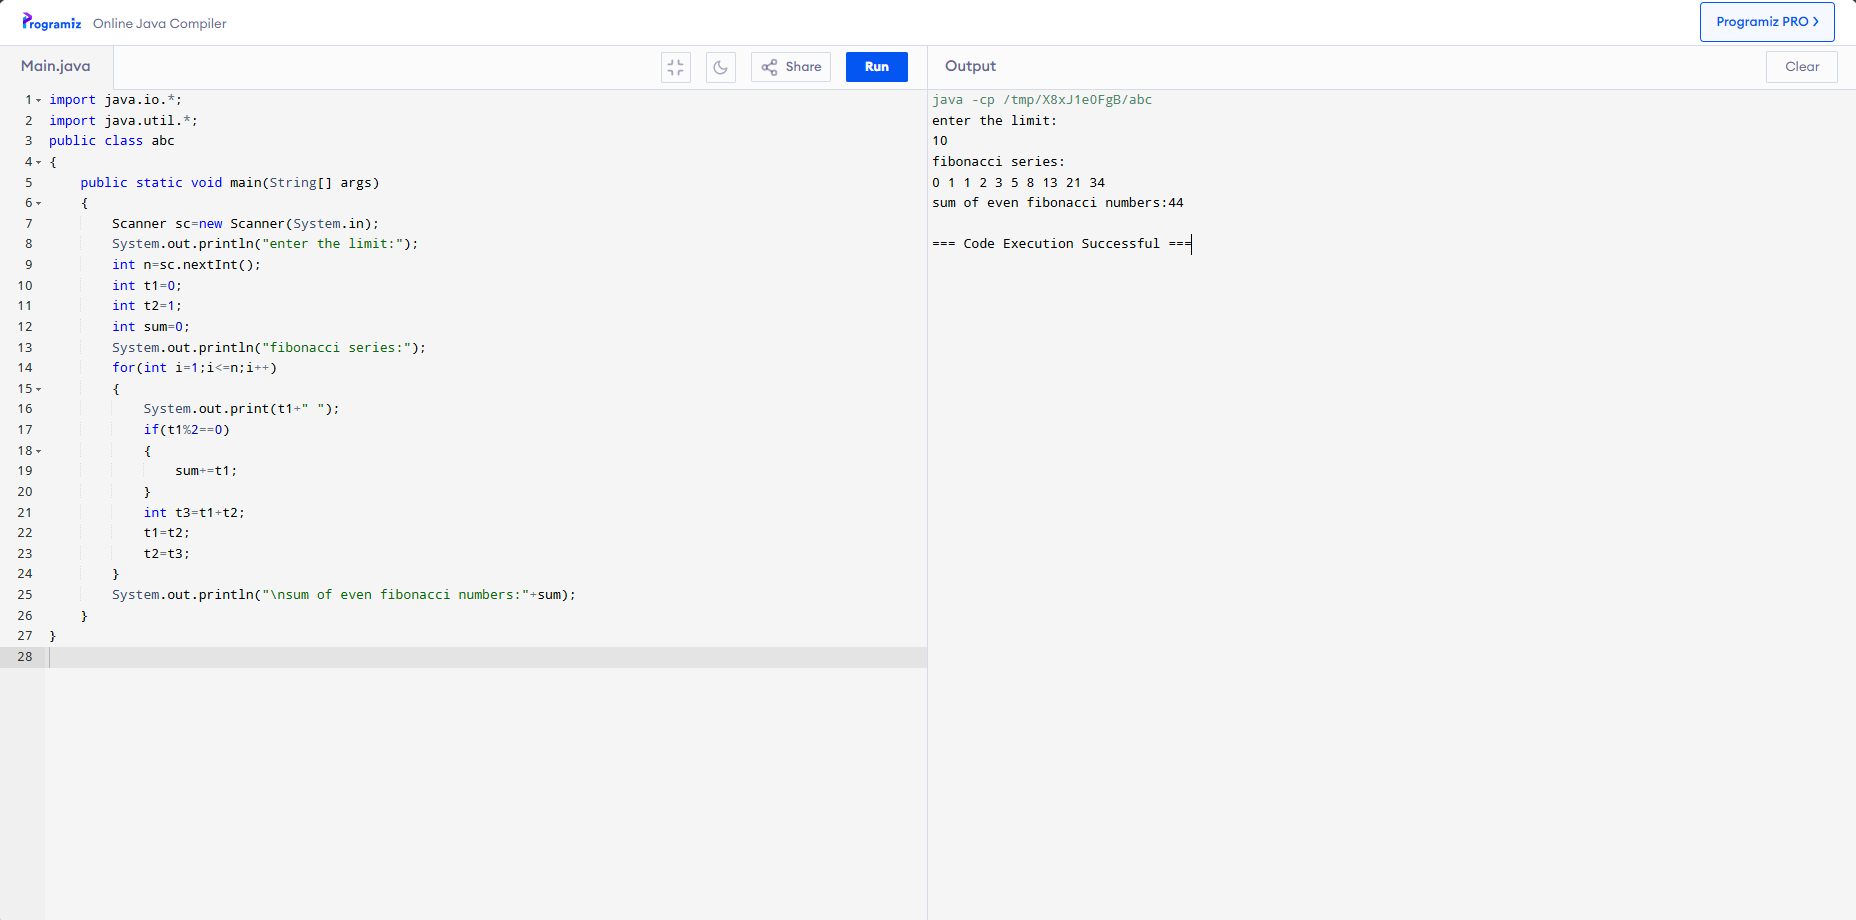 Programiz Online Java Compiler
Programiz PRO >
Main.java
Share
Run
Output
Clear
1 import java.io.*;
2 import java.util.*;
3 public class abc
4 {
5     public static void main(String[] args)
6     {
7         Scanner sc=new Scanner(System.in);
8         System.out.println("enter the limit:");
9         int n=sc.nextInt();
10         int t1=0;
11         int t2=1;
12         int sum=0;
13         System.out.println("fibonacci series:");
14         for(int i=1;i<=n;i++)
15         {
16             System.out.print(t1+" ");
17             if(t1%2==0)
18             {
19                 sum+=t1;
20             }
21             int t3=t1+t2;
22             t1=t2;
23             t2=t3;
24         }
25         System.out.println("\nsum of even fibonacci numbers:"+sum);
26     }
27 }
28
java -cp /tmp/X8xJ1e0FgB/abc
enter the limit:
10
fibonacci series:
0 1 1 2 3 5 8 13 21 34
sum of even fibonacci numbers:44
=== Code Execution Successful ===